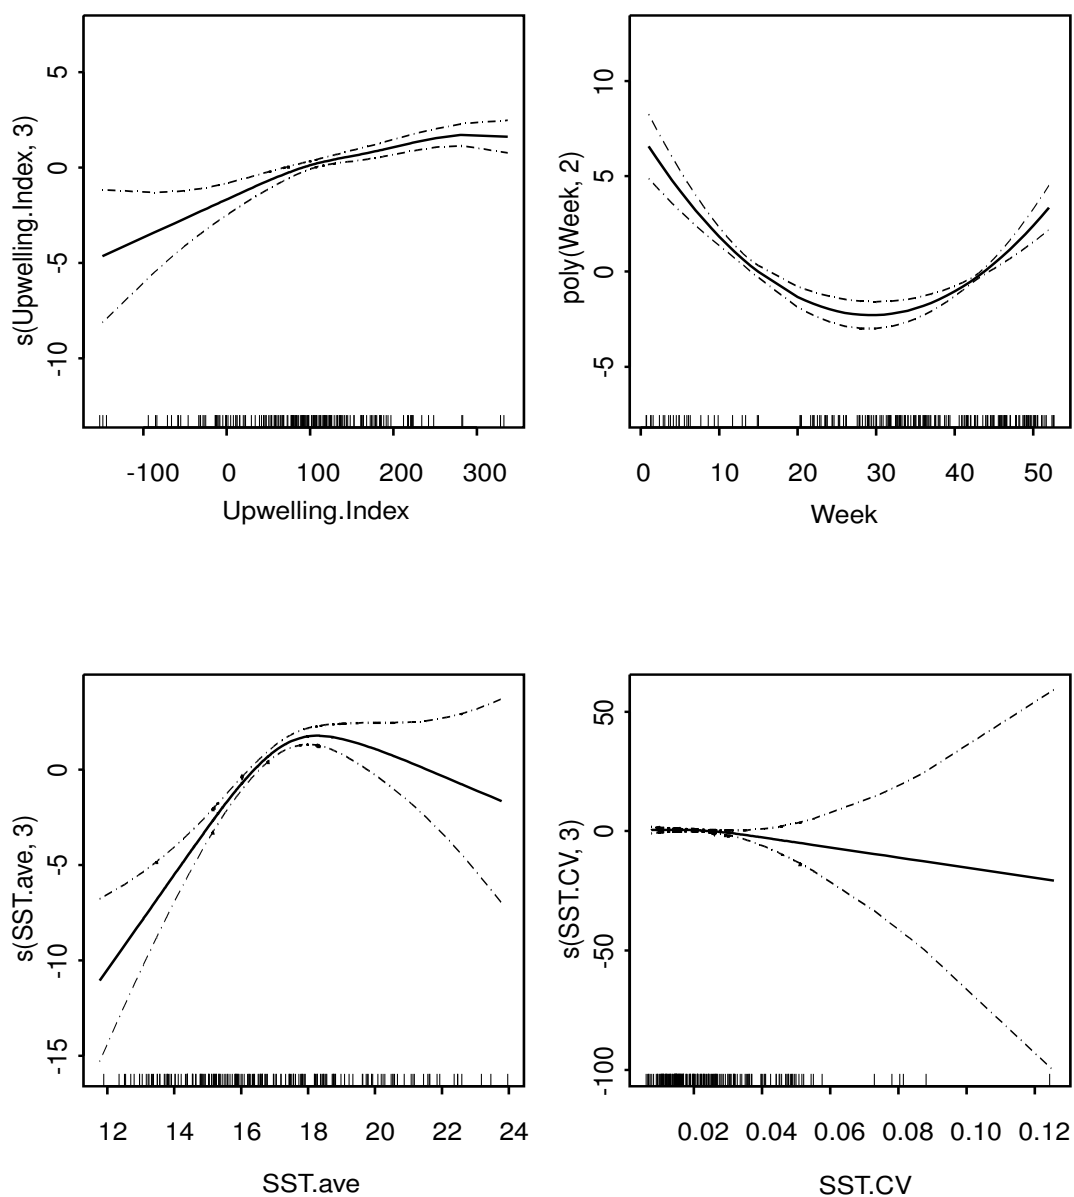 s(Upwelling.Index, 3)
5
0
-5
-10
-100 0 100 200 300
Upwelling.Index
poly(Week, 2)
10
5
0
-5
0 10 20 30 40 50
Week
s(SST.ave, 3)
0
-5
-10
-15
12 14 16 18 20 22 24
SST.ave
s(SST.CV, 3)
50
0
-50
-100
0.02 0.04 0.06 0.08 0.10 0.12
SST.CV